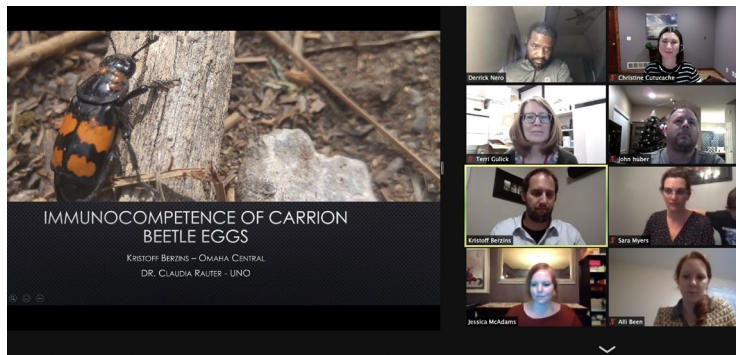 IMMUNOCOMPETENCE OF CARRION
BEETLE EGGS
KRISTOFF BERZINS – OMAHA CENTRAL
DR. CLAUDIA RAUTER - UNO
Derrick Nero
Christine Cutucache
Terri Gulick
john huber
Kristoff Berzins
Sara Myers
Jessica McAdams
Alli Been